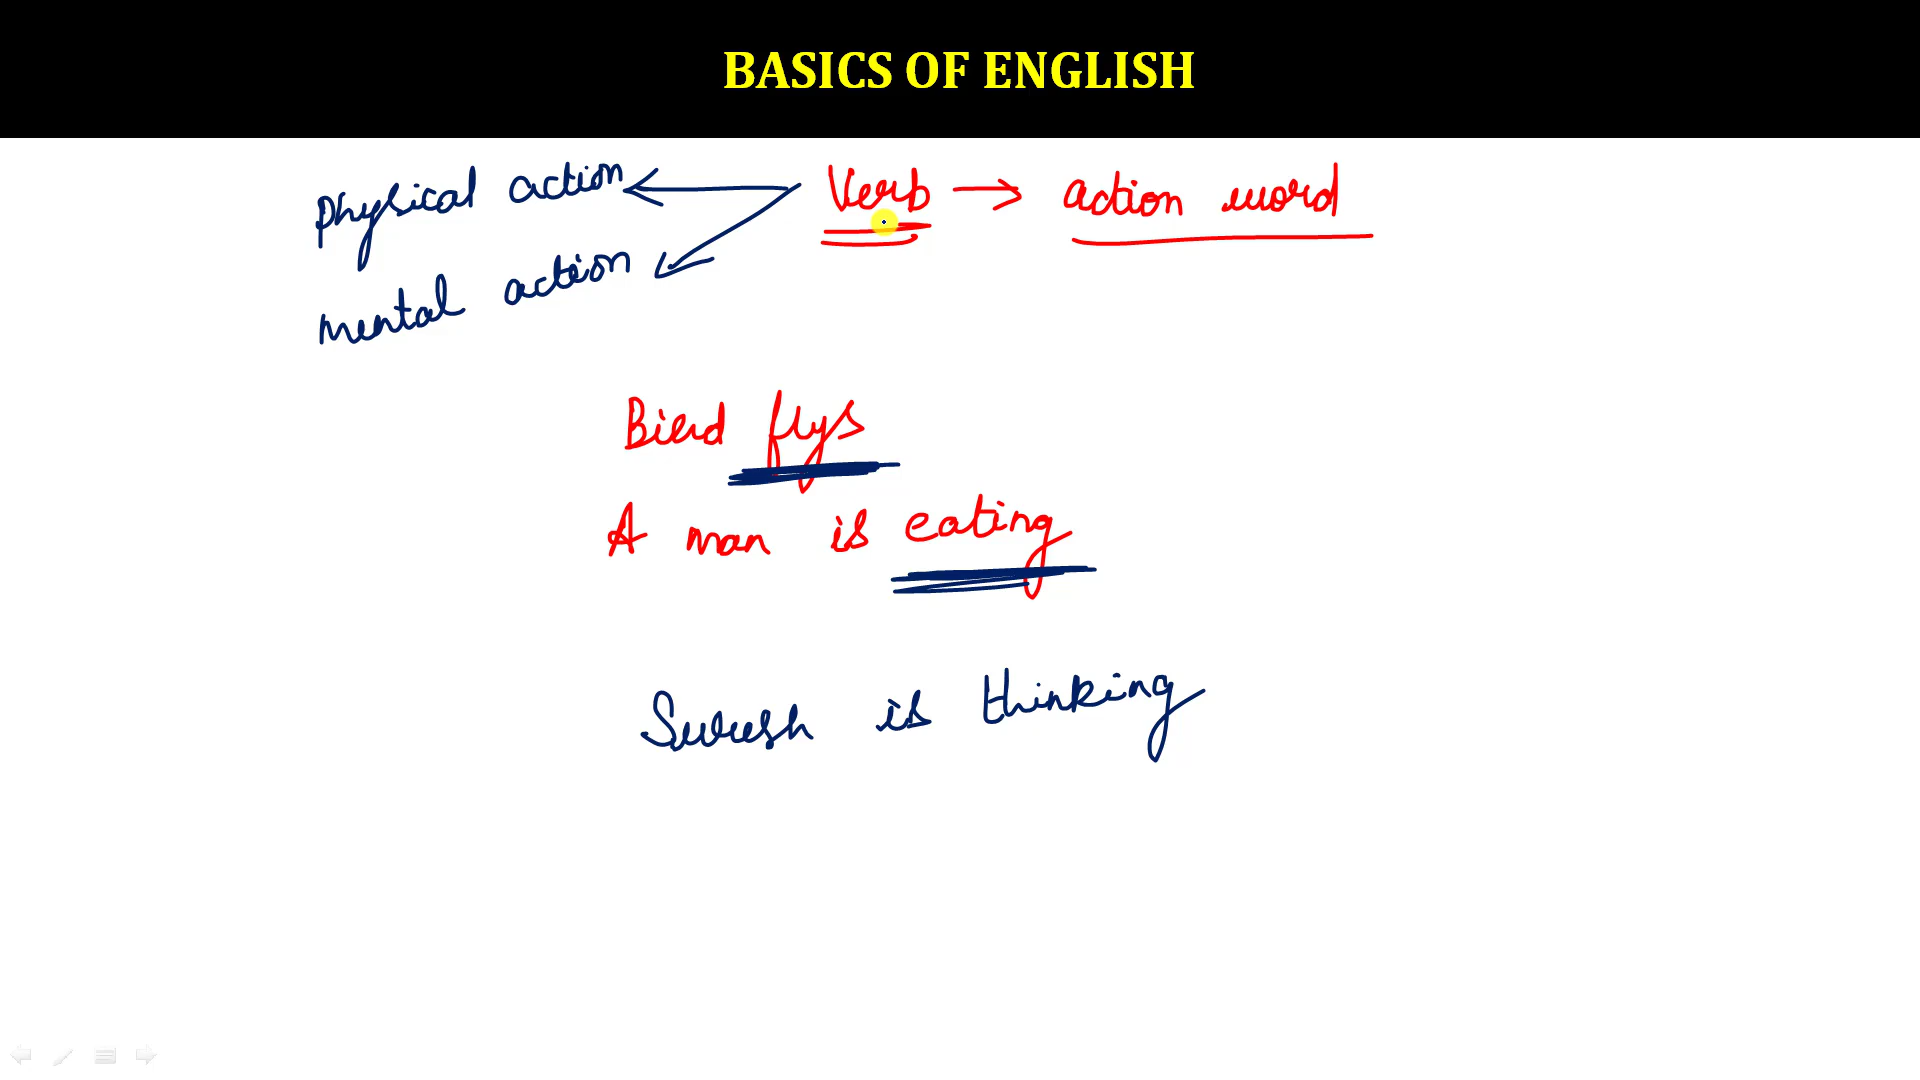 BASICS OF ENGLISH
physical action ← Verb → action word
mental action
Bird flys
A man is eating
Suresh is thinking